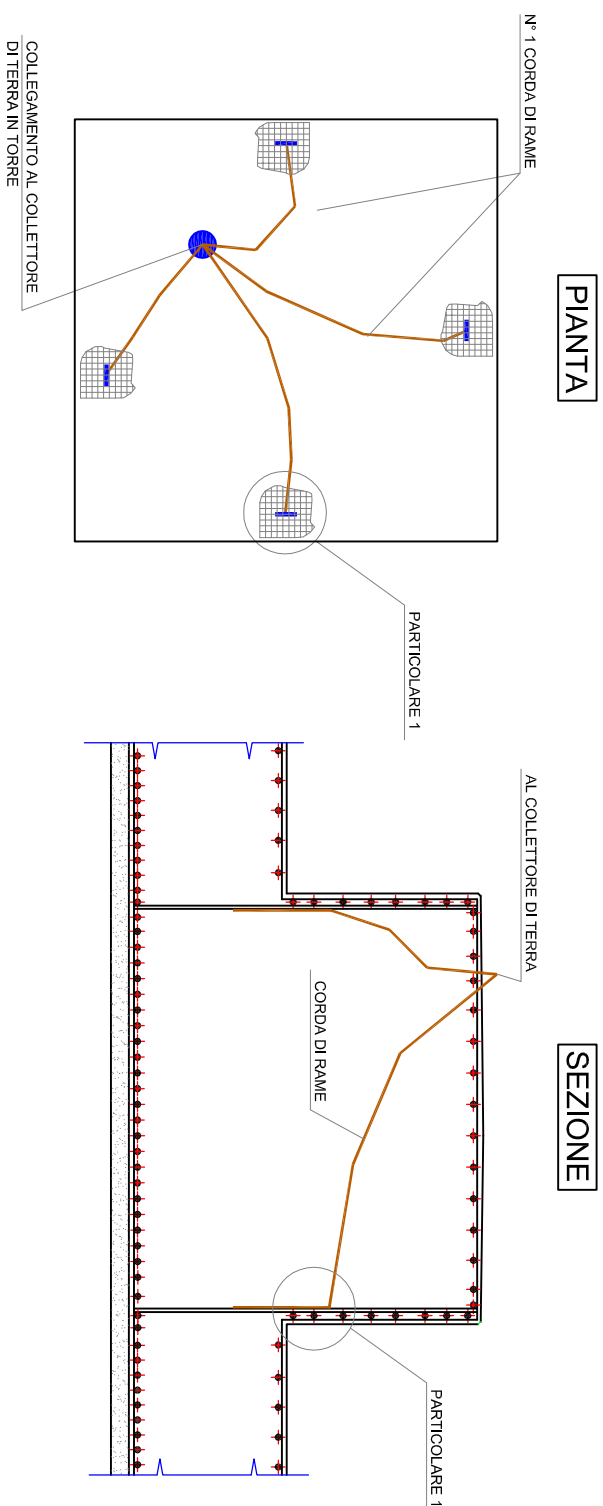 PIANTA
N° 1 CORDA DI RAME
COLLEGAMENTO AL COLLETTORE
DI TERRA IN TORRE
PARTICOLARE 1
SEZIONE
AL COLLETTORE DI TERRA
CORDA DI RAME
PARTICOLARE 1